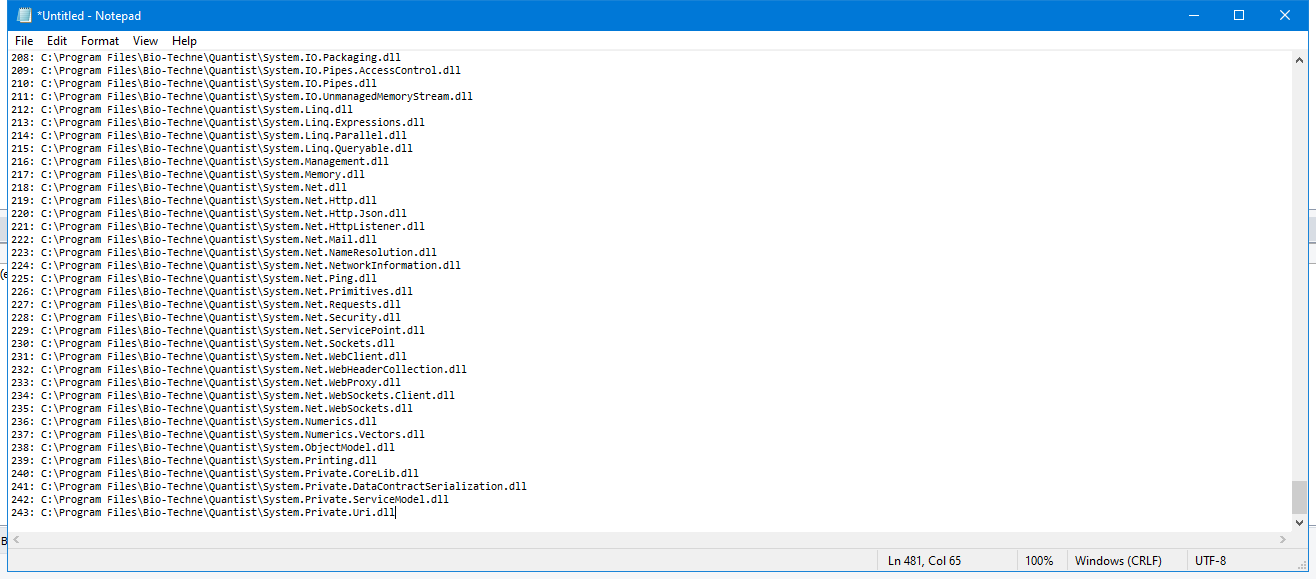 *Untitled - Notepad
File Edit Format View Help
208: C:\Program Files\Bio-Techne\Quantist\System.IO.Packaging.dll
209: C:\Program Files\Bio-Techne\Quantist\System.IO.Pipes.AccessControl.dll
210: C:\Program Files\Bio-Techne\Quantist\System.IO.Pipes.dll
211: C:\Program Files\Bio-Techne\Quantist\System.IO.UnmanagedMemoryStream.dll
212: C:\Program Files\Bio-Techne\Quantist\System.Linq.dll
213: C:\Program Files\Bio-Techne\Quantist\System.Linq.Expressions.dll
214: C:\Program Files\Bio-Techne\Quantist\System.Linq.Parallel.dll
215: C:\Program Files\Bio-Techne\Quantist\System.Linq.Queryable.dll
216: C:\Program Files\Bio-Techne\Quantist\System.Management.dll
217: C:\Program Files\Bio-Techne\Quantist\System.Memory.dll
218: C:\Program Files\Bio-Techne\Quantist\System.Net.dll
219: C:\Program Files\Bio-Techne\Quantist\System.Net.Http.dll
220: C:\Program Files\Bio-Techne\Quantist\System.Net.Http.Json.dll
221: C:\Program Files\Bio-Techne\Quantist\System.Net.HttpListener.dll
222: C:\Program Files\Bio-Techne\Quantist\System.Net.Mail.dll
223: C:\Program Files\Bio-Techne\Quantist\System.Net.NameResolution.dll
224: C:\Program Files\Bio-Techne\Quantist\System.Net.NetworkInformation.dll
225: C:\Program Files\Bio-Techne\Quantist\System.Net.Ping.dll
226: C:\Program Files\Bio-Techne\Quantist\System.Net.Primitives.dll
227: C:\Program Files\Bio-Techne\Quantist\System.Net.Requests.dll
228: C:\Program Files\Bio-Techne\Quantist\System.Net.Security.dll
229: C:\Program Files\Bio-Techne\Quantist\System.Net.ServicePoint.dll
230: C:\Program Files\Bio-Techne\Quantist\System.Net.Sockets.dll
231: C:\Program Files\Bio-Techne\Quantist\System.Net.WebClient.dll
232: C:\Program Files\Bio-Techne\Quantist\System.Net.WebHeaderCollection.dll
233: C:\Program Files\Bio-Techne\Quantist\System.Net.WebProxy.dll
234: C:\Program Files\Bio-Techne\Quantist\System.Net.WebSockets.Client.dll
235: C:\Program Files\Bio-Techne\Quantist\System.Net.WebSockets.dll
236: C:\Program Files\Bio-Techne\Quantist\System.Numerics.dll
237: C:\Program Files\Bio-Techne\Quantist\System.Numerics.Vectors.dll
238: C:\Program Files\Bio-Techne\Quantist\System.ObjectModel.dll
239: C:\Program Files\Bio-Techne\Quantist\System.Printing.dll
240: C:\Program Files\Bio-Techne\Quantist\System.Private.CoreLib.dll
241: C:\Program Files\Bio-Techne\Quantist\System.Private.DataContractSerialization.dll
242: C:\Program Files\Bio-Techne\Quantist\System.Private.ServiceModel.dll
243: C:\Program Files\Bio-Techne\Quantist\System.Private.Uri.dll
Ln 481, Col 65 100% Windows (CRLF) UTF-8